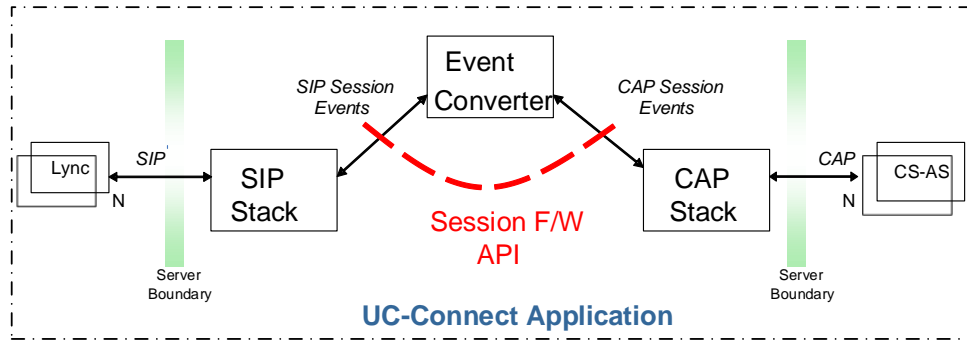 Event
Converter
SIP Session
Events
CAP Session
Events
Lync
SIP
N
SIP
Stack
CAP
Stack
CAP
N
CS-AS
Session F/W
API
Server
Boundary
Server
Boundary
UC-Connect Application